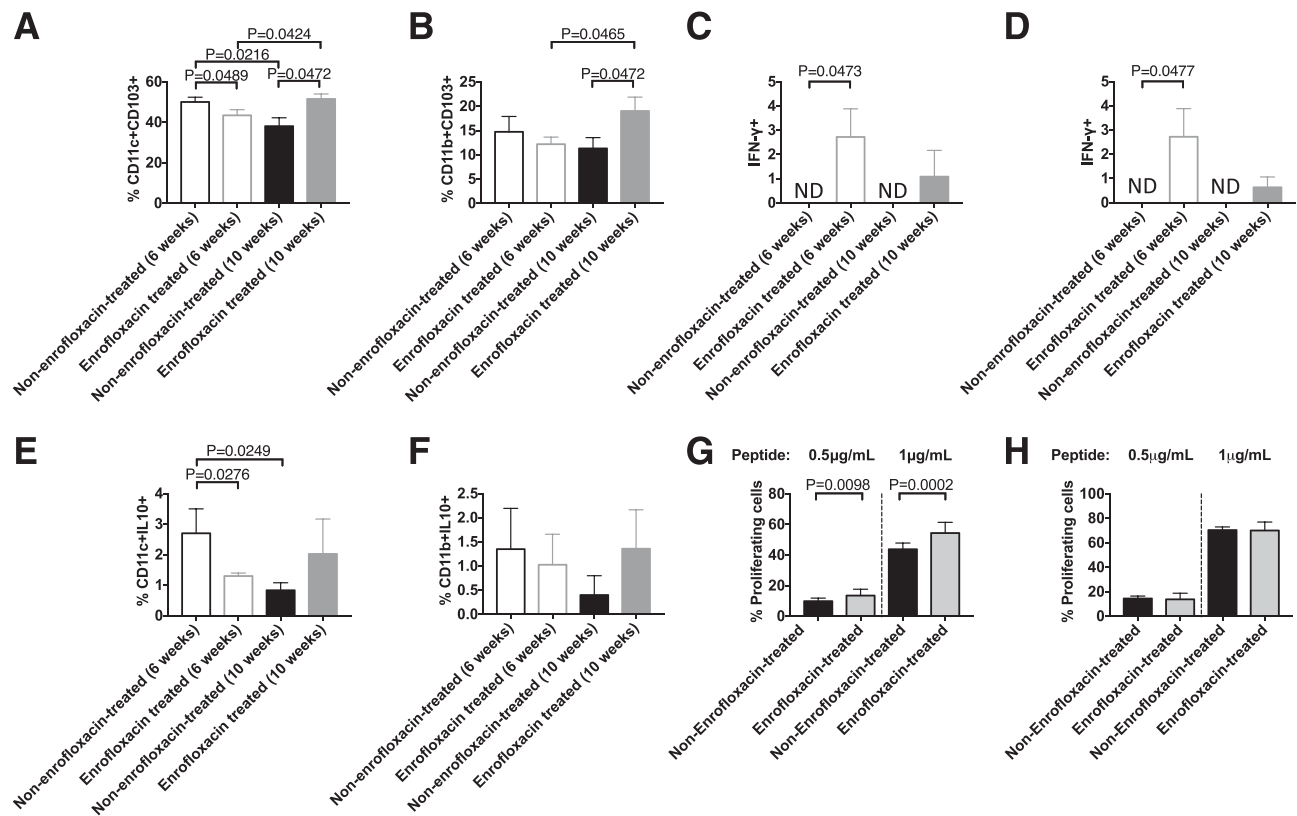 A
P=0.0424
P=0.0216
P=0.0489
P=0.0472
% CD11c+CD103+
60
40
20
0
Non-enrofloxacin-treated (6 weeks)
Enrofloxacin treated (6 weeks)
Non-enrofloxacin-treated (10 weeks)
Enrofloxacin treated (10 weeks)
B
P=0.0465
P=0.0472
% CD11b+CD103+
25
20
15
10
5
0
Non-enrofloxacin-treated (6 weeks)
Enrofloxacin treated (6 weeks)
Non-enrofloxacin-treated (10 weeks)
Enrofloxacin treated (10 weeks)
C
P=0.0473
IFN-γ+
5
4
3
2
1
0
ND
ND
Non-enrofloxacin-treated (6 weeks)
Enrofloxacin treated (6 weeks)
Non-enrofloxacin-treated (10 weeks)
Enrofloxacin treated (10 weeks)
D
P=0.0477
IFN-γ+
5
4
3
2
1
0
ND
ND
Non-enrofloxacin-treated (6 weeks)
Enrofloxacin treated (6 weeks)
Non-enrofloxacin-treated (10 weeks)
Enrofloxacin treated (10 weeks)
E
P=0.0249
P=0.0276
% CD11c+IL10+
4
3
2
1
0
Non-enrofloxacin-treated (6 weeks)
Enrofloxacin treated (6 weeks)
Non-enrofloxacin-treated (10 weeks)
Enrofloxacin treated (10 weeks)
F
% CD11b+IL10+
2.5
2.0
1.5
1.0
0.5
0.0
Non-enrofloxacin-treated (6 weeks)
Enrofloxacin treated (6 weeks)
Non-enrofloxacin-treated (10 weeks)
Enrofloxacin treated (10 weeks)
G
Peptide: 0.5µg/mL 1µg/mL
P=0.0098 P=0.0002
% Proliferating cells
80
60
40
20
0
Non-Enrofloxacin-treated
Enrofloxacin-treated
Non-Enrofloxacin-treated
Enrofloxacin-treated
H
Peptide: 0.5µg/mL 1µg/mL
% Proliferating cells
100
80
60
40
20
0
Non-Enrofloxacin-treated
Enrofloxacin-treated
Non-Enrofloxacin-treated
Enrofloxacin-treated